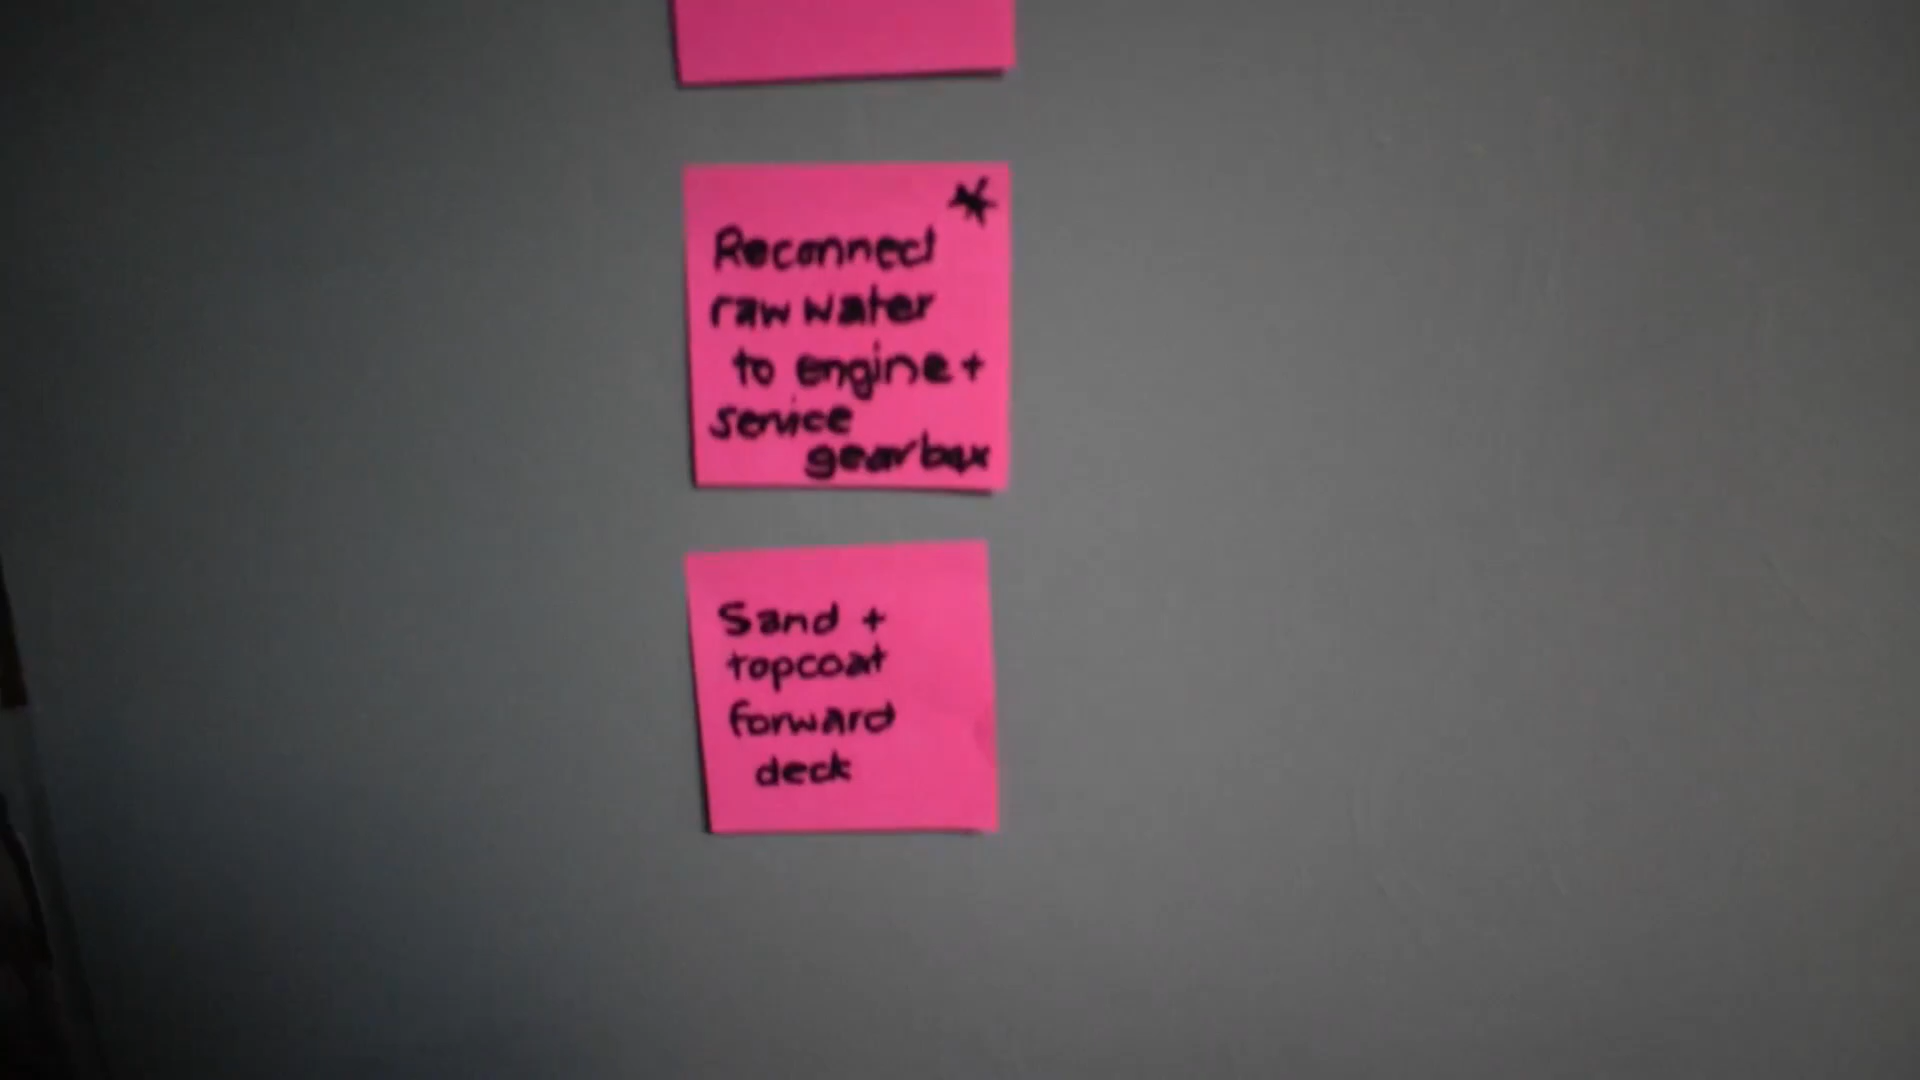 *
Reconnect
raw water
to engine +
service
gearbox
Sand +
topcoat
forward
deck